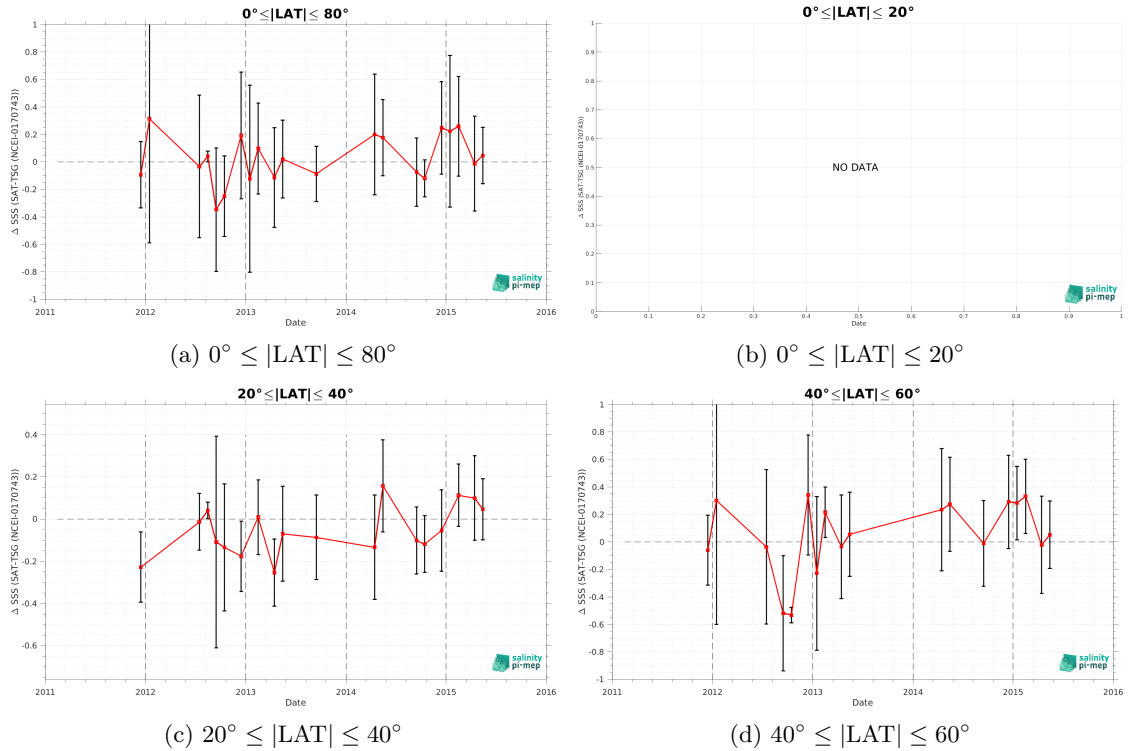 0°≤|LAT|≤ 80°
Δ SSS (SAT-TSG (NCEI-0170743))
1
0.8
0.6
0.4
0.2
0
-0.2
-0.4
-0.6
-0.8
-1
2011 2012 2013 2014 2015 2016
Date
salinity
pi-mep
(a) 0° ≤ |LAT| ≤ 80°
0°≤|LAT|≤ 20°
Δ SSS (SAT-TSG (NCEI-0170743))
1
0.9
0.8
0.7
0.6
0.5
0.4
0.3
0.2
0.1
0
NO DATA
0 0.1 0.2 0.3 0.4 0.5 0.6 0.7 0.8 0.9 1
Date
salinity
pi-mep
(b) 0° ≤ |LAT| ≤ 20°
20°≤|LAT|≤ 40°
Δ SSS (SAT-TSG (NCEI-0170743))
0.4
0.2
0
-0.2
-0.4
-0.6
2011 2012 2013 2014 2015 2016
Date
salinity
pi-mep
(c) 20° ≤ |LAT| ≤ 40°
40°≤|LAT|≤ 60°
Δ SSS (SAT-TSG (NCEI-0170743))
1
0.8
0.6
0.4
0.2
0
-0.2
-0.4
-0.6
-0.8
-1
2011 2012 2013 2014 2015 2016
Date
salinity
pi-mep
(d) 40° ≤ |LAT| ≤ 60°